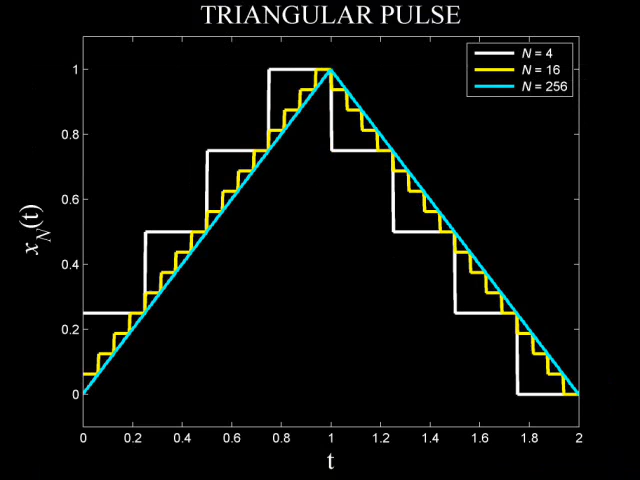 TRIANGULAR PULSE
N = 4
N = 16
N = 256
1
0.8
0.6
0.4
0.2
0
x_N(t)
0 0.2 0.4 0.6 0.8 1 1.2 1.4 1.6 1.8 2
t